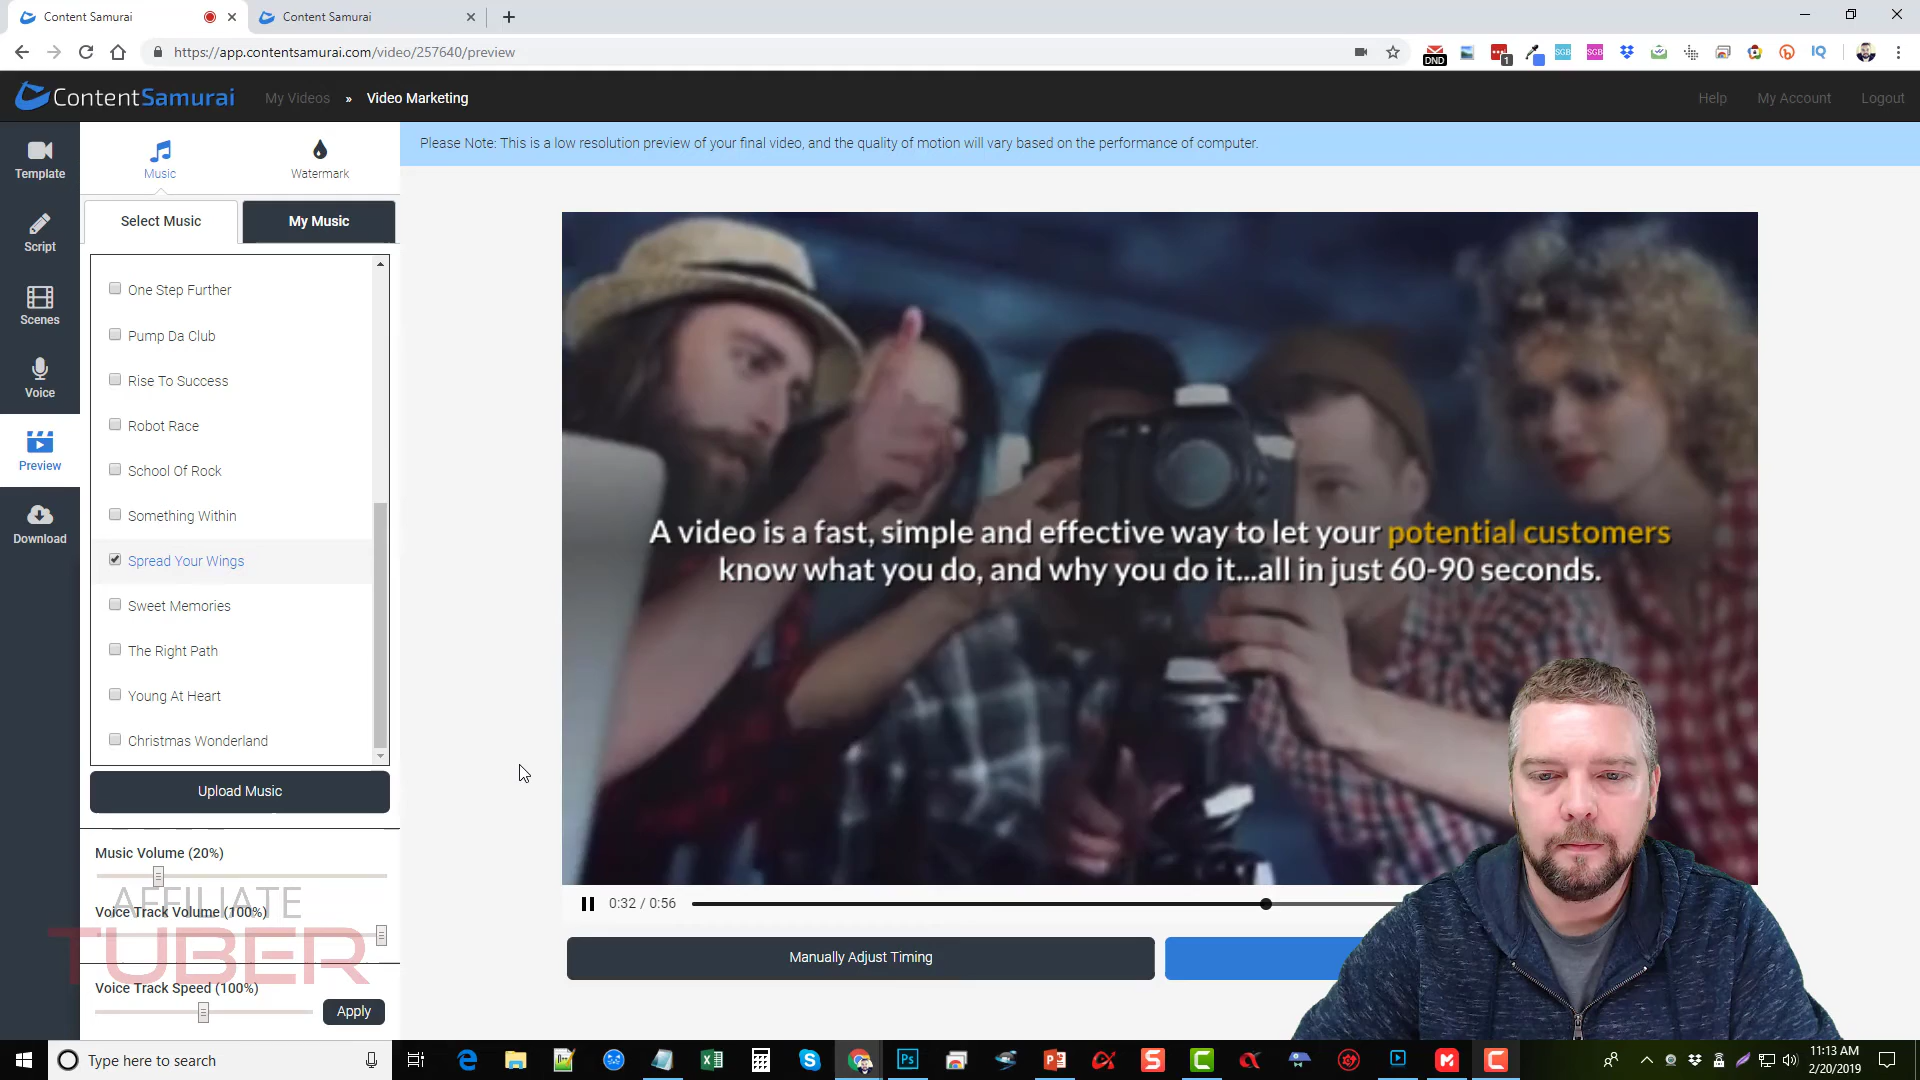 Content Samurai
Content Samurai
https://app.contentsamurai.com/video/257640/preview
DND
1
SGB
SGB
IQ
ContentSamurai
My Videos » Video Marketing
Help
My Account
Logout
Template
Script
Scenes
Voice
Preview
Download
Music
Watermark
Select Music
My Music
One Step Further
Pump Da Club
Rise To Success
Robot Race
School Of Rock
Something Within
Spread Your Wings
Sweet Memories
The Right Path
Young At Heart
Christmas Wonderland
Upload Music
Music Volume (20%)
Voice Track Volume (100%)
Voice Track Speed (100%)
Apply
AFFILIATE
TUBER
Please Note: This is a low resolution preview of your final video, and the quality of motion will vary based on the performance of computer.
A video is a fast, simple and effective way to let your potential customers
know what you do, and why you do it...all in just 60-90 seconds.
0:32 / 0:56
Manually Adjust Timing
Type here to search
Ps
11:13 AM
2/20/2019